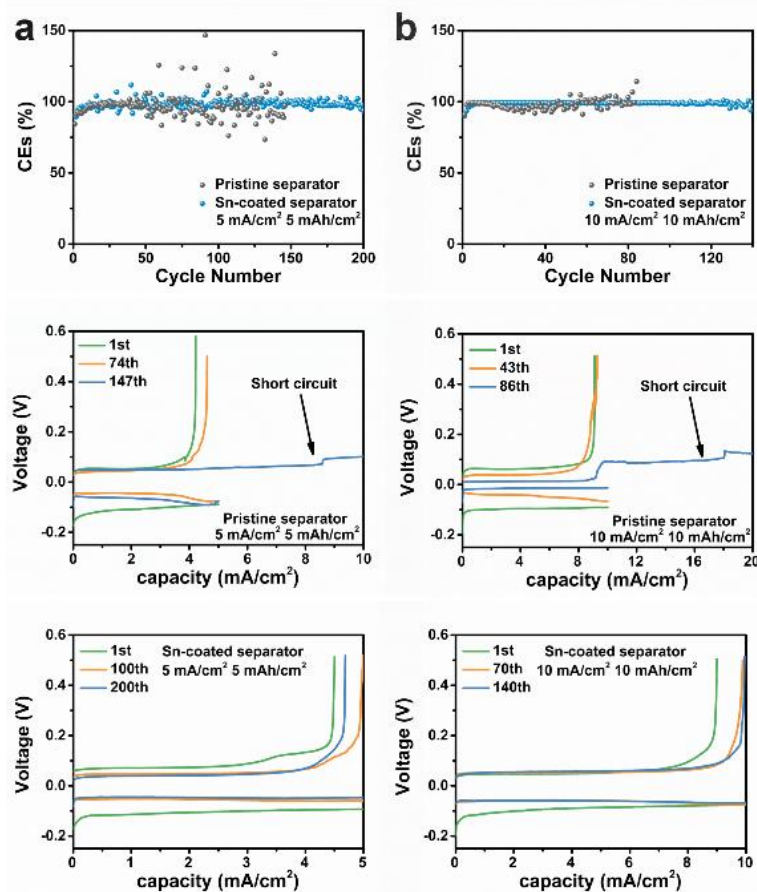 a
150
100
50
0
CEs (%)
Pristine separator
Sn-coated separator
5 mA/cm² 5 mAh/cm²
0 50 100 150 200
Cycle Number
b
150
100
50
0
CEs (%)
Pristine separator
Sn-coated separator
10 mA/cm² 10 mAh/cm²
0 40 80 120
Cycle Number
0.6
0.4
0.2
0.0
-0.2
Voltage (V)
1st
74th
147th
Short circuit
Pristine separator
5 mA/cm² 5 mAh/cm²
0 2 4 6 8 10
capacity (mA/cm²)
0.6
0.4
0.2
0.0
-0.2
Voltage (V)
1st
43th
86th
Short circuit
Pristine separator
10 mA/cm² 10 mAh/cm²
0 4 8 12 16 20
capacity (mA/cm²)
0.6
0.4
0.2
0.0
-0.2
Voltage (V)
1st
100th
200th
Sn-coated separator
5 mA/cm² 5 mAh/cm²
0 1 2 3 4 5
capacity (mA/cm²)
0.6
0.4
0.2
0.0
-0.2
Voltage (V)
1st
70th
140th
Sn-coated separator
10 mA/cm² 10 mAh/cm²
0 2 4 6 8 10
capacity (mA/cm²)